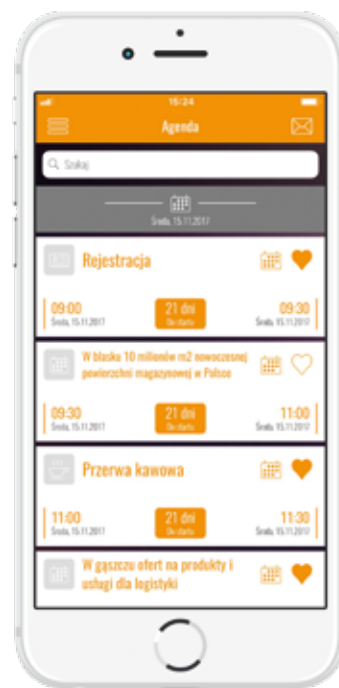 15:24
Agenda
Szukaj
Środa, 15.11.2017
Rejestracja
09:00
Środa, 15.11.2017
21 dni
Do startu
09:30
Środa, 15.11.2017
W blasku 10 milionów m2 nowoczesnej
powierzchni magazynowej w Polsce
09:30
Środa, 15.11.2017
21 dni
Do startu
11:00
Środa, 15.11.2017
Przerwa kawowa
11:00
Środa, 15.11.2017
21 dni
Do startu
11:30
Środa, 15.11.2017
W gąszczu ofert na produkty i
usługi dla logistyki